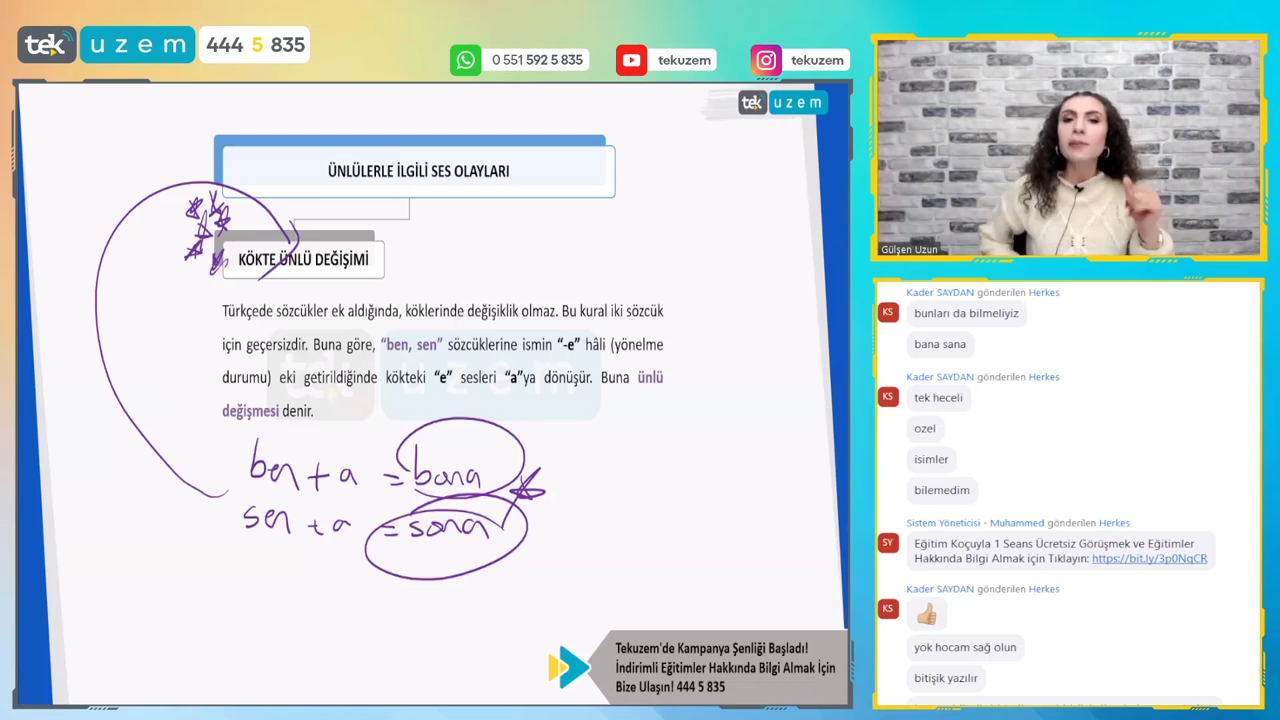 tek uzem 444 5 835
0 551 592 5 835
tekuzem
tekuzem
tek uzem
ÜNLÜLERLE İLGİLİ SES OLAYLARI
KÖKTE ÜNLÜ DEĞİŞİMİ
Türkçede sözcükler ek aldığında, köklerinde değişiklik olmaz. Bu kural iki sözcük
için geçersizdir. Buna göre, “ben, sen” sözcüklerine ismin “-e” hâli (yönelme
durumu) eki getirildiğinde kökteki “e” sesleri “a”ya dönüşür. Buna ünlü
değişmesi denir.
ben + a = bana
sen + a = sana
Tekuzem'de Kampanya Şenliği Başladı!
İndirimli Eğitimler Hakkında Bilgi Almak İçin
Bize Ulaşın! 444 5 835
Gülşen Uzun
Kader SAYDAN gönderilen Herkes
KS bunları da bilmeliyiz
bana sana
Kader SAYDAN gönderilen Herkes
KS tek heceli
ozel
isimler
bilemedim
Sistem Yöneticisi - Muhammed gönderilen Herkes
SY Eğitim Koçuyla 1 Seans Ücretsiz Görüşmek ve Eğitimler
Hakkında Bilgi Almak için Tıklayın: https://bit.ly/3p0NqCR
Kader SAYDAN gönderilen Herkes
KS
yok hocam sağ olun
bitişik yazılır